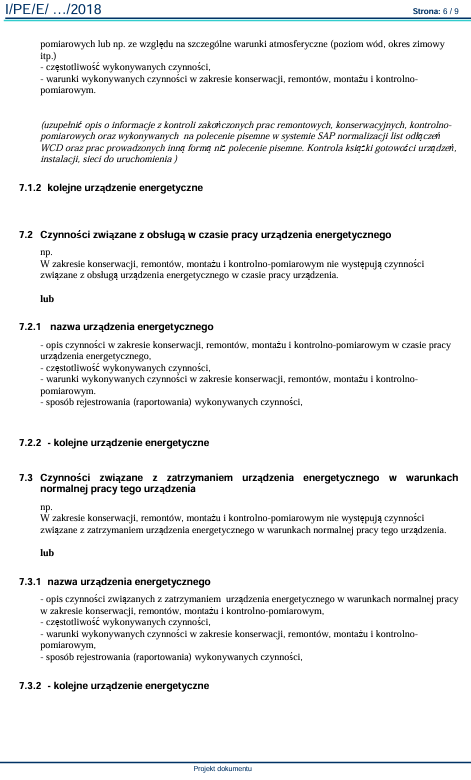 I/PE/E/ .../2018
Strona: 6 / 9
pomiarowych lub np. ze względu na szczególne warunki atmosferyczne (poziom wód, okres zimowy
itp.)
- częstotliwość wykonywanych czynności,
- warunki wykonywanych czynności w zakresie konserwacji, remontów, montażu i kontrolno-
pomiarowym.
(uzupełnić opis o informacje z kontroli zakończonych prac remontowych, konserwacyjnych, kontrolno-
pomiarowych oraz wykonywanych na polecenie pisemne w systemie SAP normalizacji list odłączeń
WCD oraz prac prowadzonych inną formą niż polecenie pisemne. Kontrola książki gotowości urządzeń,
instalacji, sieci do uruchomienia )
7.1.2 kolejne urządzenie energetyczne
7.2 Czynności związane z obsługą w czasie pracy urządzenia energetycznego
np.
W zakresie konserwacji, remontów, montażu i kontrolno-pomiarowym nie występują czynności
związane z obsługą urządzenia energetycznego w czasie pracy urządzenia.
lub
7.2.1 nazwa urządzenia energetycznego
- opis czynności w zakresie konserwacji, remontów, montażu i kontrolno-pomiarowym w czasie pracy
urządzenia energetycznego,
- częstotliwość wykonywanych czynności,
- warunki wykonywanych czynności w zakresie konserwacji, remontów, montażu i kontrolno-
pomiarowym.
- sposób rejestrowania (raportowania) wykonywanych czynności,
7.2.2 - kolejne urządzenie energetyczne
7.3 Czynności związane z zatrzymaniem urządzenia energetycznego w warunkach
normalnej pracy tego urządzenia
np.
W zakresie konserwacji, remontów, montażu i kontrolno-pomiarowym nie występują czynności
związane z zatrzymaniem urządzenia energetycznego w warunkach normalnej pracy tego urządzenia.
lub
7.3.1 nazwa urządzenia energetycznego
- opis czynności związanych z zatrzymaniem urządzenia energetycznego w warunkach normalnej pracy
w zakresie konserwacji, remontów, montażu i kontrolno-pomiarowym,
- częstotliwość wykonywanych czynności,
- warunki wykonywanych czynności w zakresie konserwacji, remontów, montażu i kontrolno-
pomiarowym,
- sposób rejestrowania (raportowania) wykonywanych czynności,
7.3.2 - kolejne urządzenie energetyczne
Projekt dokumentu